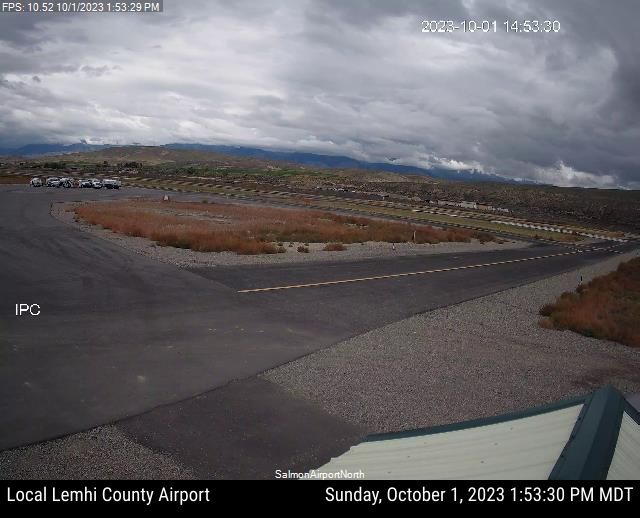 FPS: 10.52 10/1/2023 1:53:29 PM
2023-10-01 14:53:30
IPC
SalmonAirportNorth
Local Lemhi County Airport Sunday, October 1, 2023 1:53:30 PM MDT